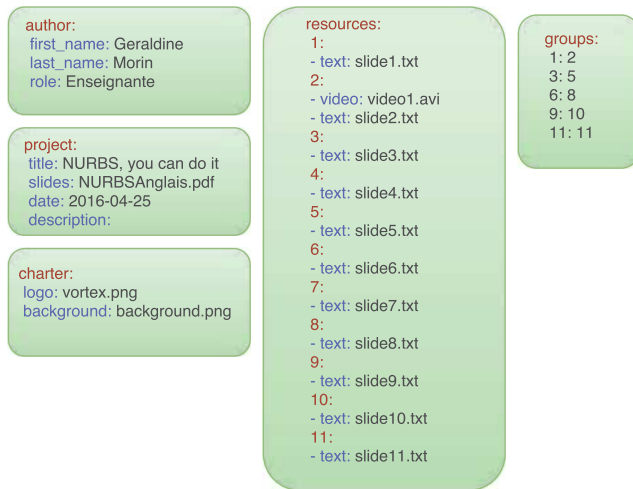 author:
first_name: Geraldine
last_name: Morin
role: Enseignante
project:
title: NURBS, you can do it
slides: NURBSAnglais.pdf
date: 2016-04-25
description:
charter:
logo: vortex.png
background: background.png
resources:
1:
- text: slide1.txt
2:
- video: video1.avi
- text: slide2.txt
3:
- text: slide3.txt
4:
- text: slide4.txt
5:
- text: slide5.txt
6:
- text: slide6.txt
7:
- text: slide7.txt
8:
- text: slide8.txt
9:
- text: slide9.txt
10:
- text: slide10.txt
11:
- text: slide11.txt
groups:
1: 2
3: 5
6: 8
9: 10
11: 11